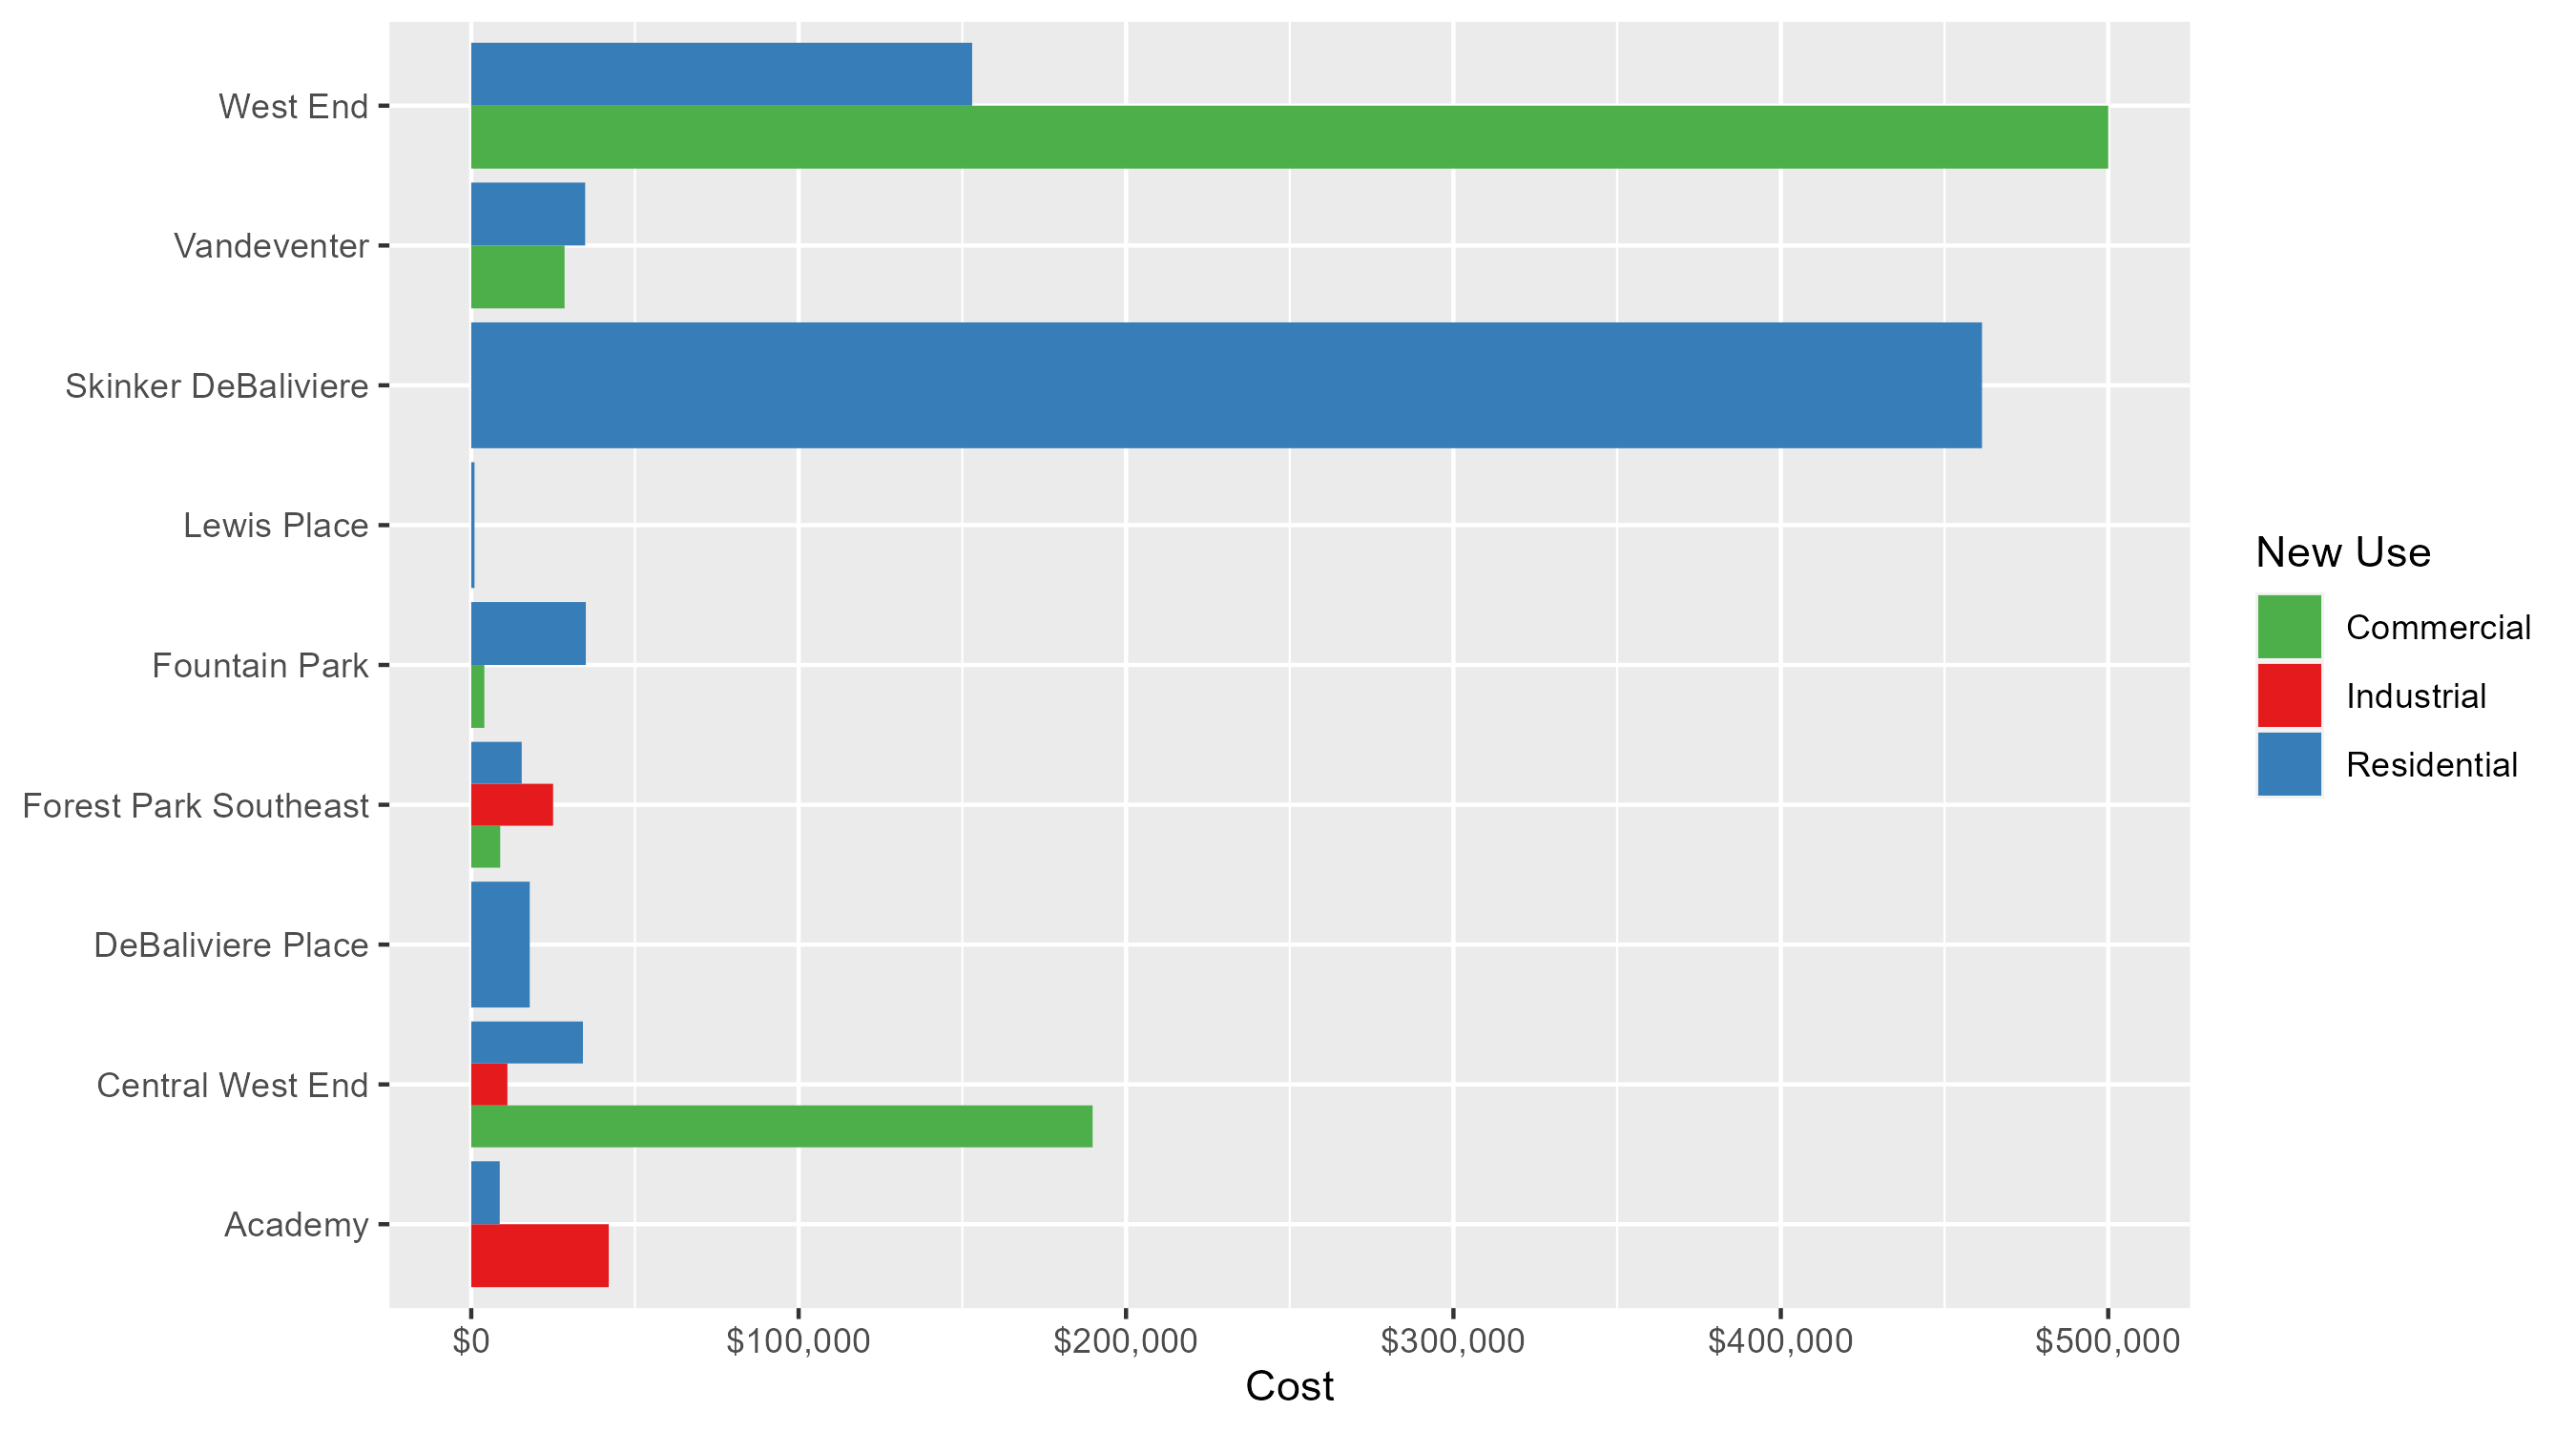 West End
Vandeventer
Skinker DeBaliviere
Lewis Place
Fountain Park
Forest Park Southeast
DeBaliviere Place
Central West End
Academy
$0 $100,000 $200,000 $300,000 $400,000 $500,000
Cost
New Use
Commercial
Industrial
Residential